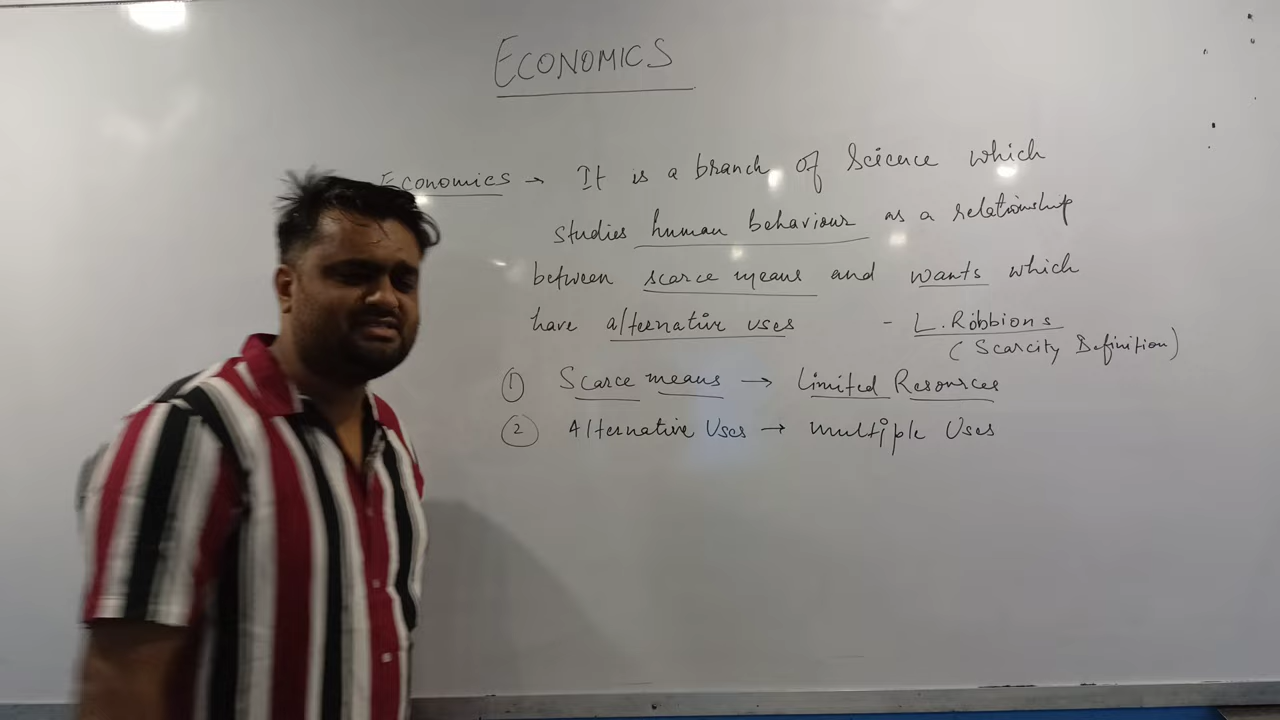 ECONOMICS
Economics → It is a branch of Science which
studies human behaviour as a relationship
between scarce means and wants which
have alternative uses - L. Robbions
(Scarcity Definition)
① Scarce means → Limited Resources
② Alternative Uses → multiple Uses